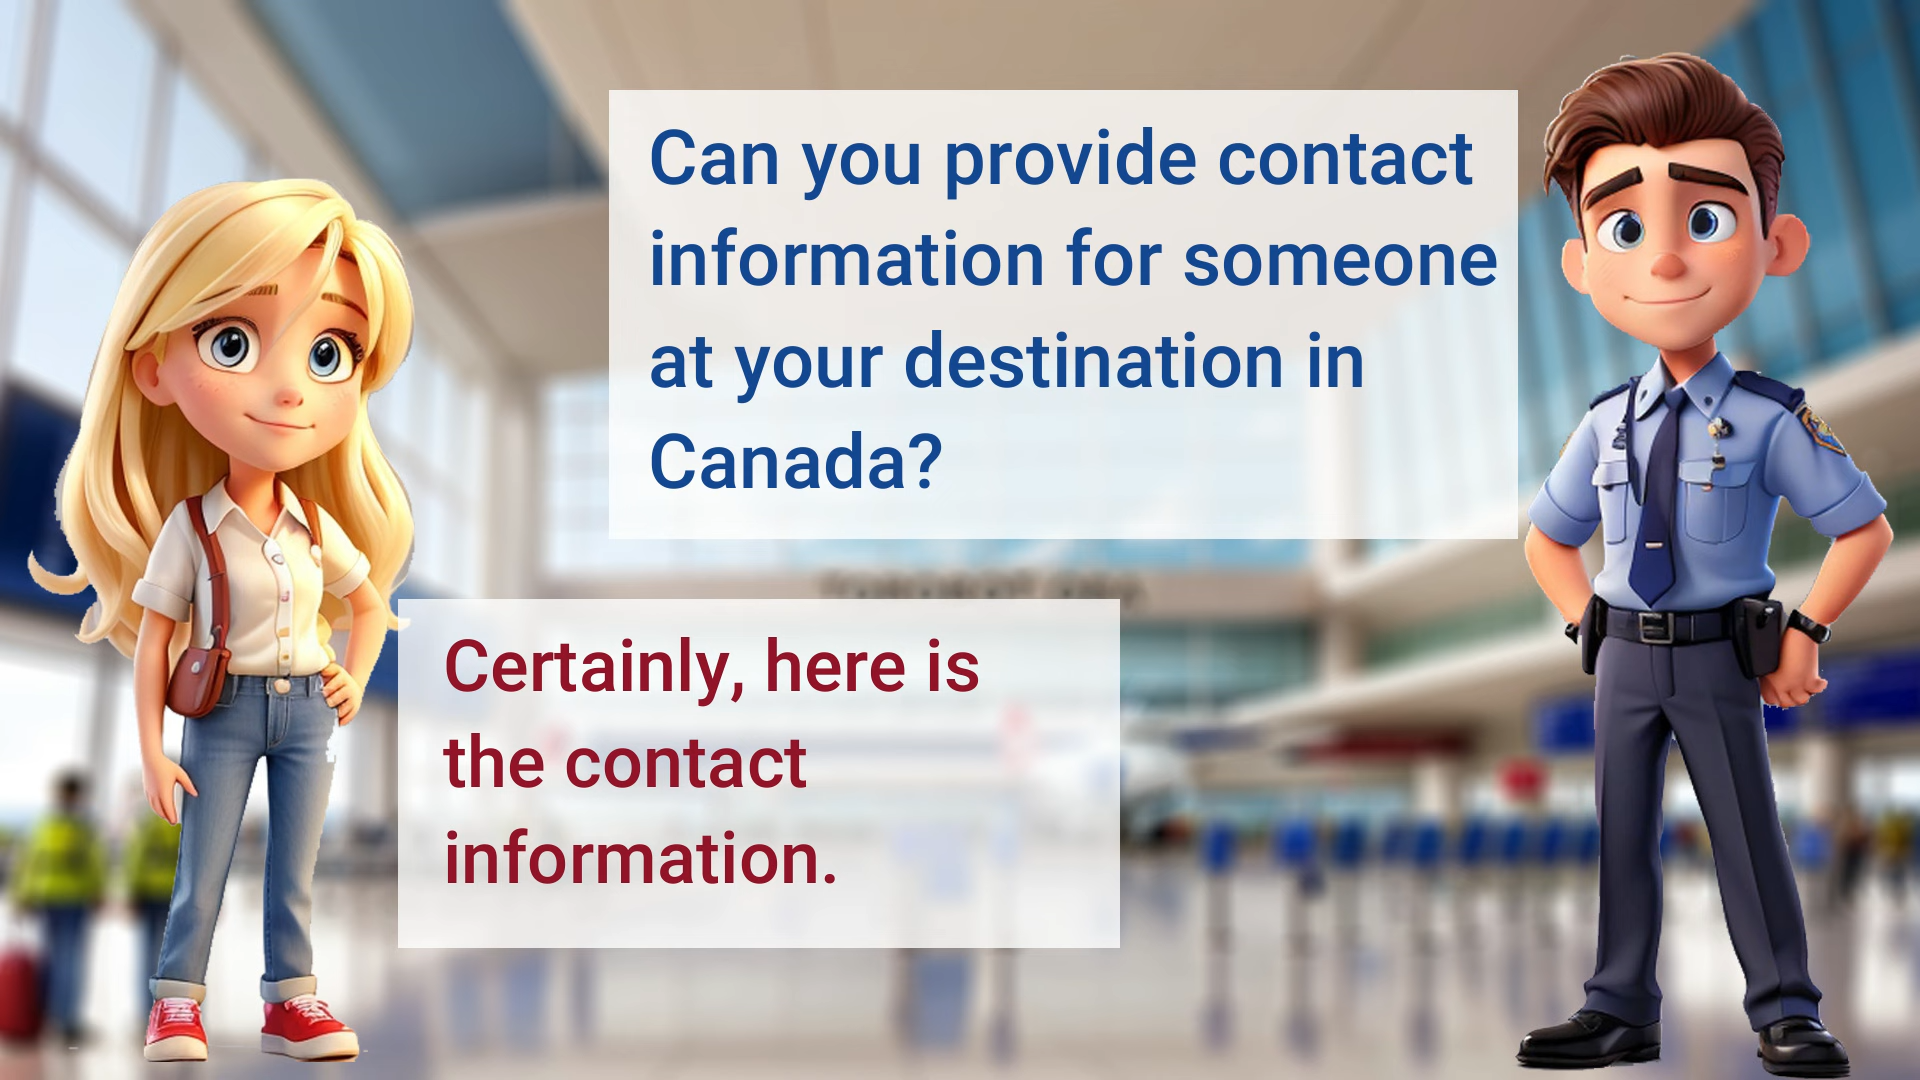 Can you provide contact
information for someone
at your destination in
Canada?
Certainly, here is
the contact
information.